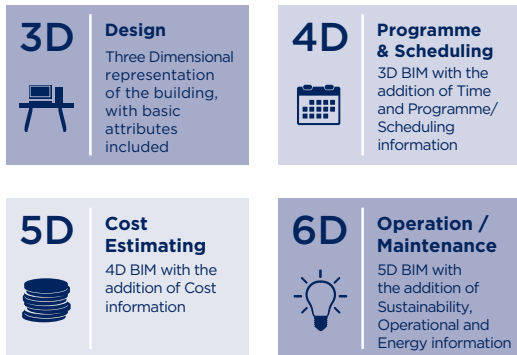 3D
Design
Three Dimensional
representation
of the building,
with basic
attributes
included
4D
Programme
& Scheduling
3D BIM with the
addition of Time
and Programme/
Scheduling
information
5D
Cost
Estimating
4D BIM with the
addition of Cost
information
6D
Operation /
Maintenance
5D BIM with
the addition of
Sustainability,
Operational and
Energy information